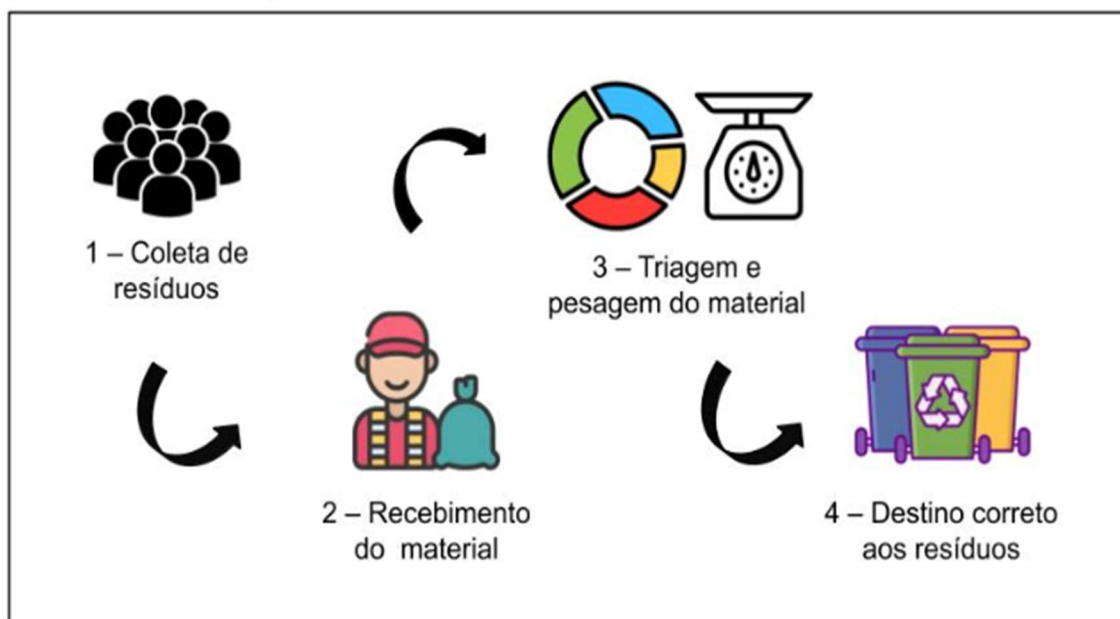 1 – Coleta de
resíduos
2 – Recebimento
do material
3 – Triagem e
pesagem do material
4 – Destino correto
aos resíduos